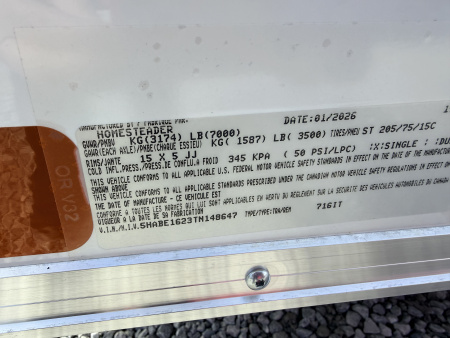 MANUFACTURED BY / FABRIQUE PAR: DATE:01/2026
HOMESTEADER
GVWR/PNBV KG(3174) LB(7000)
GAWR(EACH AXLE)/PNBE(CHAQUE ESSIEU) KG( 1587) LB( 3500) TIRES/PNEU ST 205/75/15C
RIMS/JANTE 15 X 5 JJ :X:SINGLE : :DU
COLD INFL.PRESS./PRESS.DE CONFLU.A FROID 345 KPA ( 50 PSI/LPC)
THIS VEHICLE CONFORMS TO ALL APPLICABLE U.S. FEDERAL MOTOR VEHICLE SAFETY STANDARDS IN EFFECT ON THE DATE OF
SHOWN ABOVE
THIS VEHICLE CONFORMS TO ALL APPLICABLE STANDARDS PRESCRIBED UNDER THE CANADIAN MOTOR VEHICLE SAFETY REGULATIONS IN EFFECT
THE DATE OF MANUFACTURE - CE VEHICULE EST
CONFORME A TOUTES LES NORMES QUI LUI SONT APPLICABLES EN VERTU DU REGLEMENT SUR LA SECURITE DES VEHICULES AUTOMOBILES DU CANADA
VIGUEUR A LA DATE DE SA FABRICATION
V.I.N./N.I.V.5HABE1623TN148647 TYPE/TYPE:TRA/REM 716IT